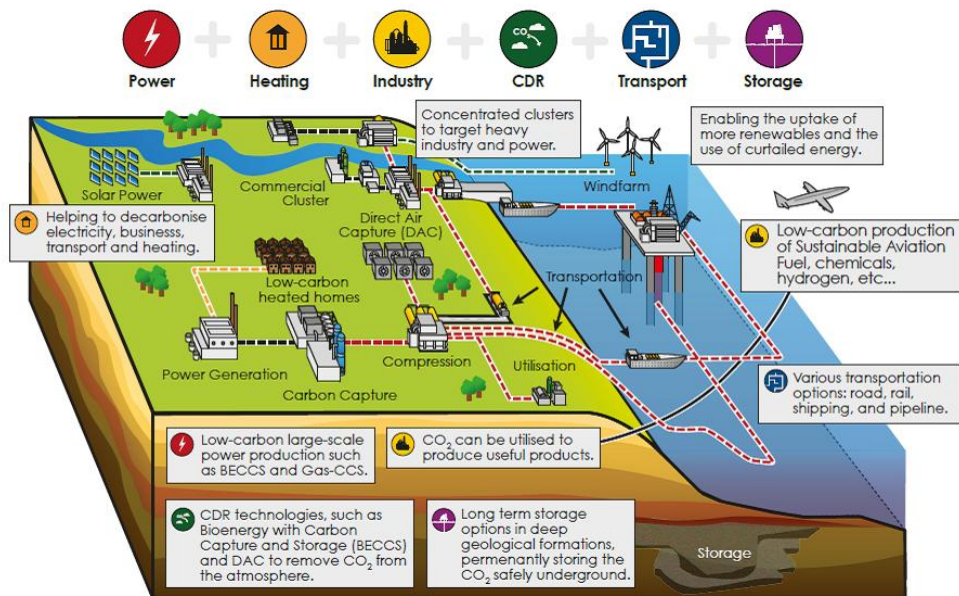 CO₂
Power
Heating
Industry
CDR
Transport
Storage
Concentrated clusters
to target heavy
industry and power.
Enabling the uptake of
more renewables and the
use of curtailed energy.
Solar Power
Commercial
Cluster
Direct Air
Capture (DAC)
Windfarm
Helping to decarbonise
electricity, businesss,
transport and heating.
Low-carbon production
of Sustainable Aviation
Fuel, chemicals,
hydrogen, etc...
Low-carbon
heated homes
Transportation
Power Generation
Carbon Capture
Compression
Utilisation
Various transportation
options: road, rail,
shipping, and pipeline.
Low-carbon large-scale
power production such
as BECCS and Gas-CCS.
CO₂ can be utilised to
produce useful products.
CDR technologies, such as
Bioenergy with Carbon
Capture and Storage (BECCS)
and DAC to remove CO₂ from
the atmosphere.
Long term storage
options in deep
geological formations,
permenantly storing the
CO₂ safely underground.
Storage